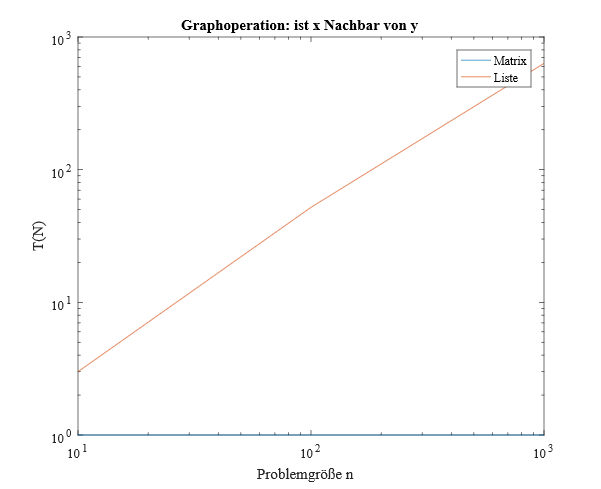 Graphoperation: ist x Nachbar von y
10^3
10^2
10^1
10^0
T(N)
Matrix
Liste
10^1
10^2
10^3
Problemgröße n